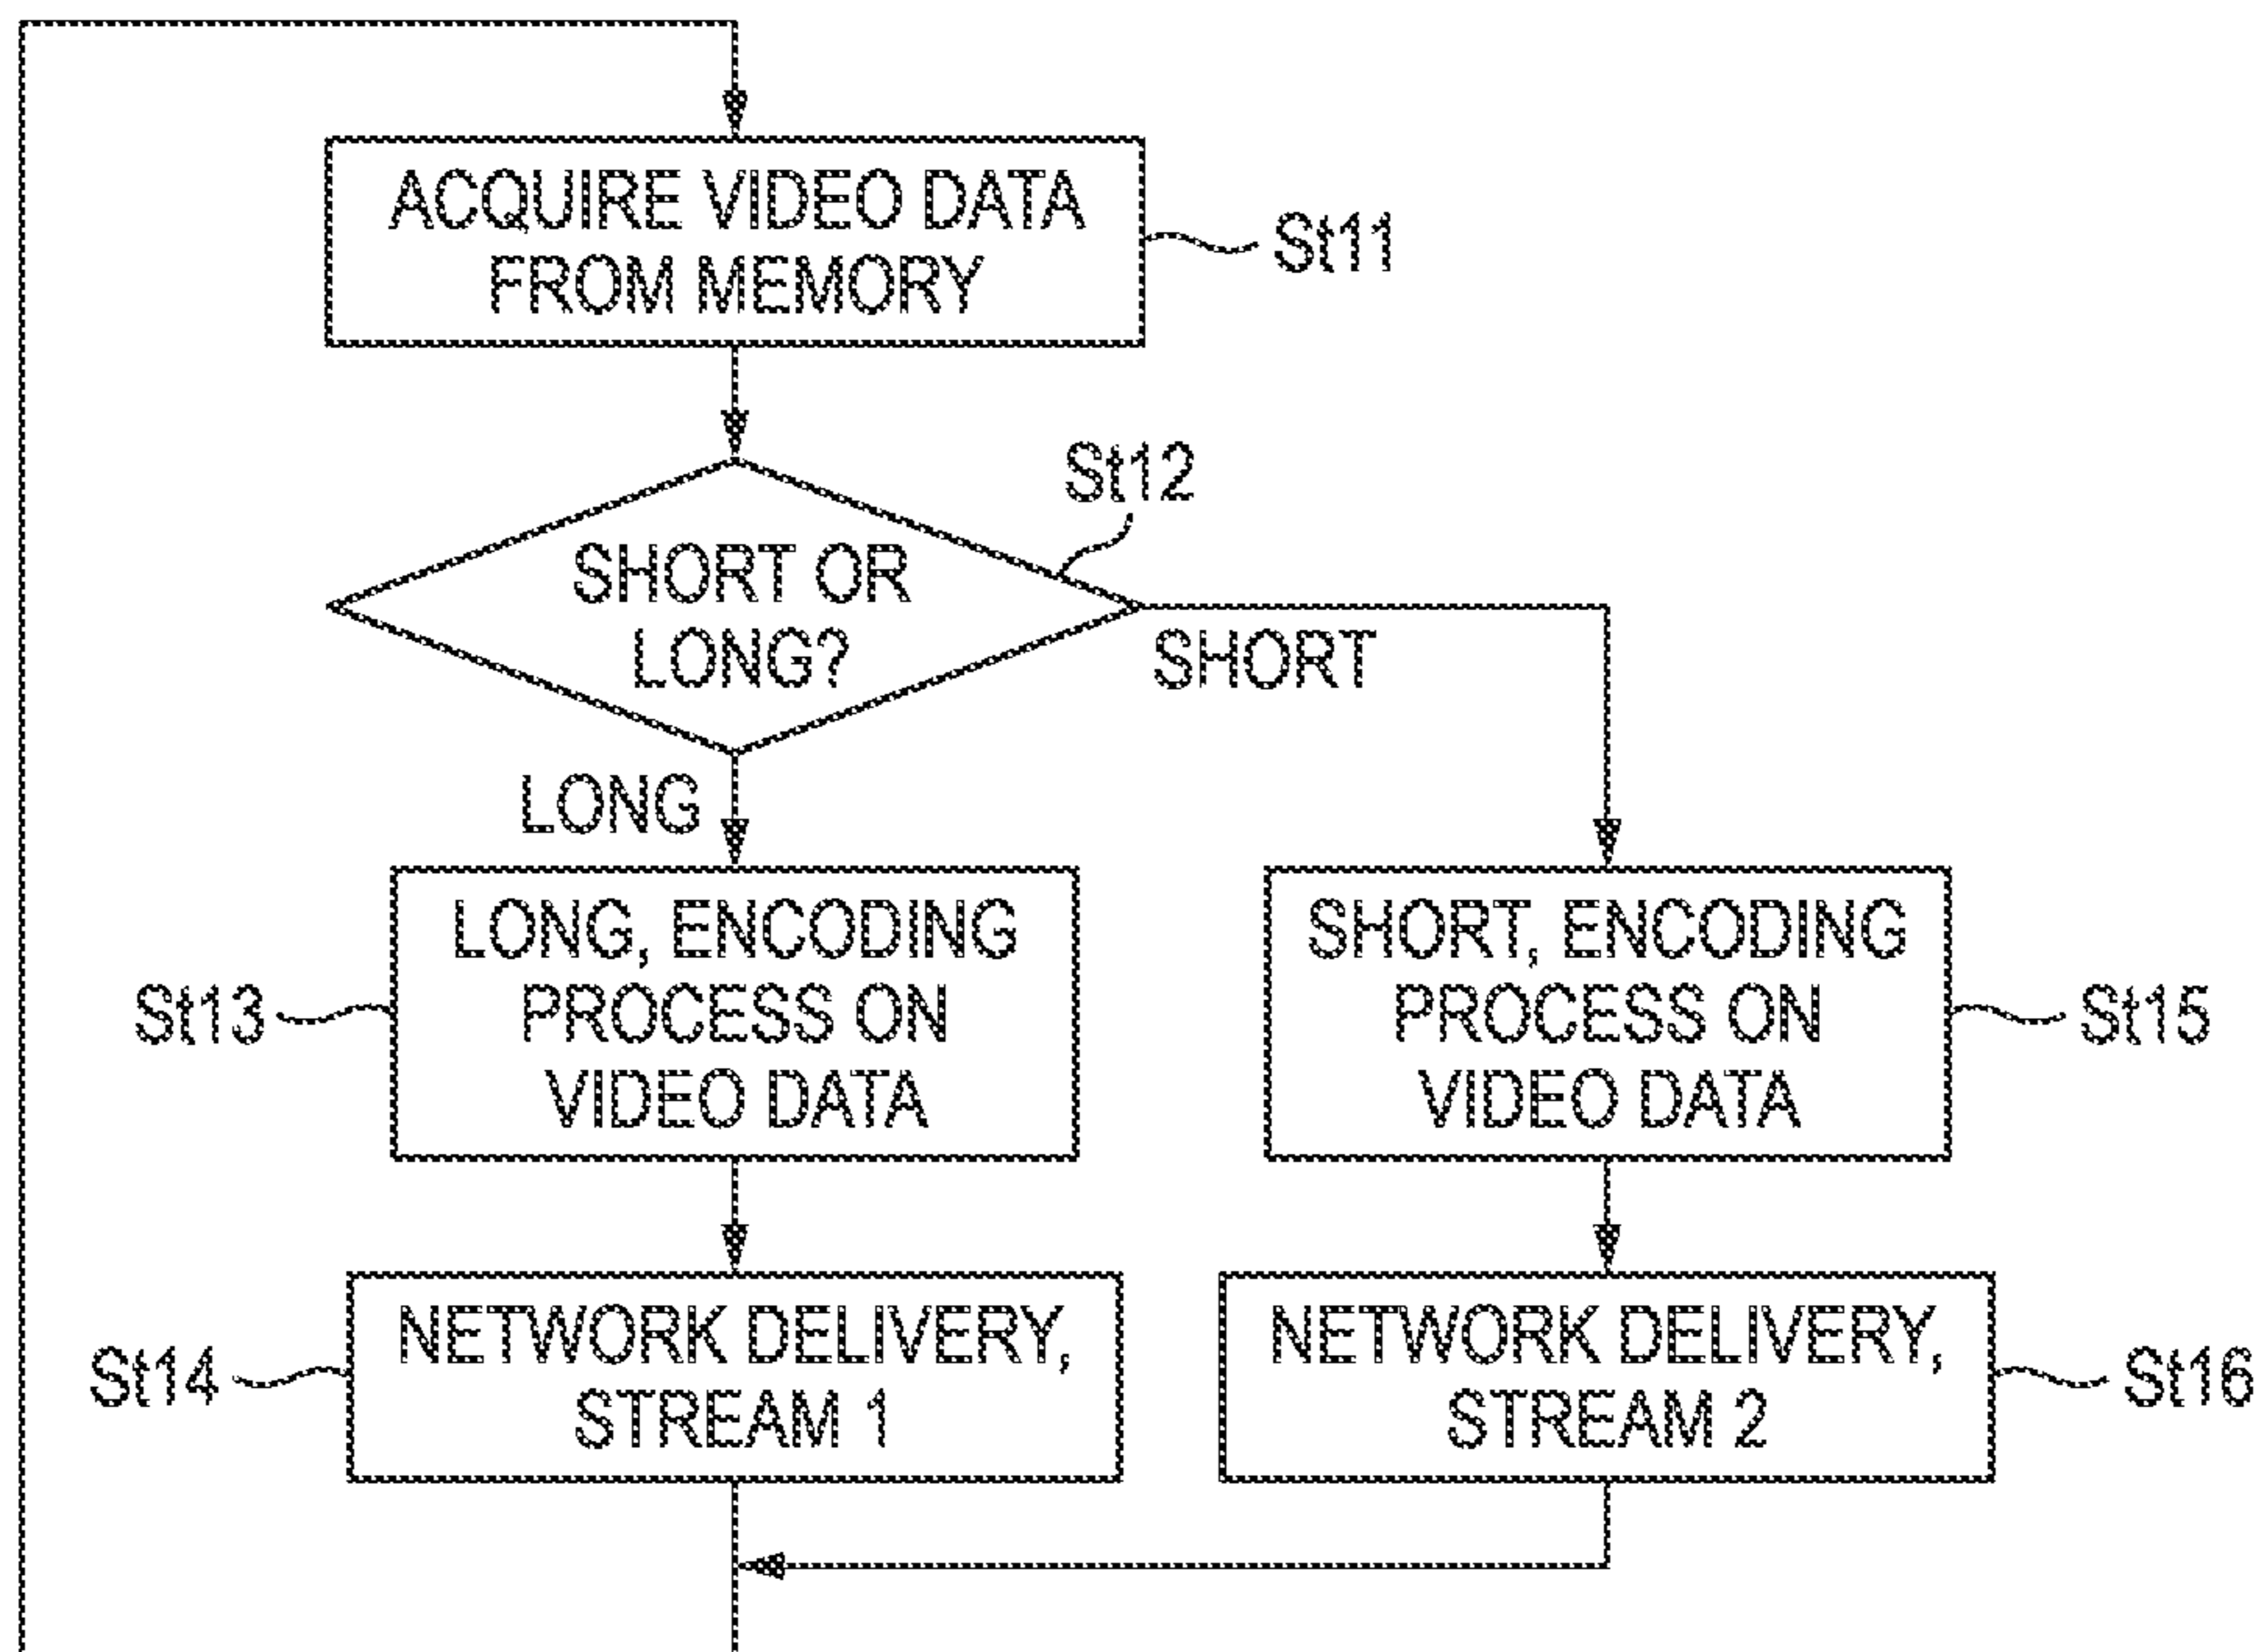 ACQUIRE VIDEO DATA
FROM MEMORY
St11
St12
SHORT OR
LONG?
SHORT
LONG
LONG, ENCODING
PROCESS ON
VIDEO DATA
St13
SHORT, ENCODING
PROCESS ON
VIDEO DATA
St15
NETWORK DELIVERY,
STREAM 1
St14
NETWORK DELIVERY,
STREAM 2
St16